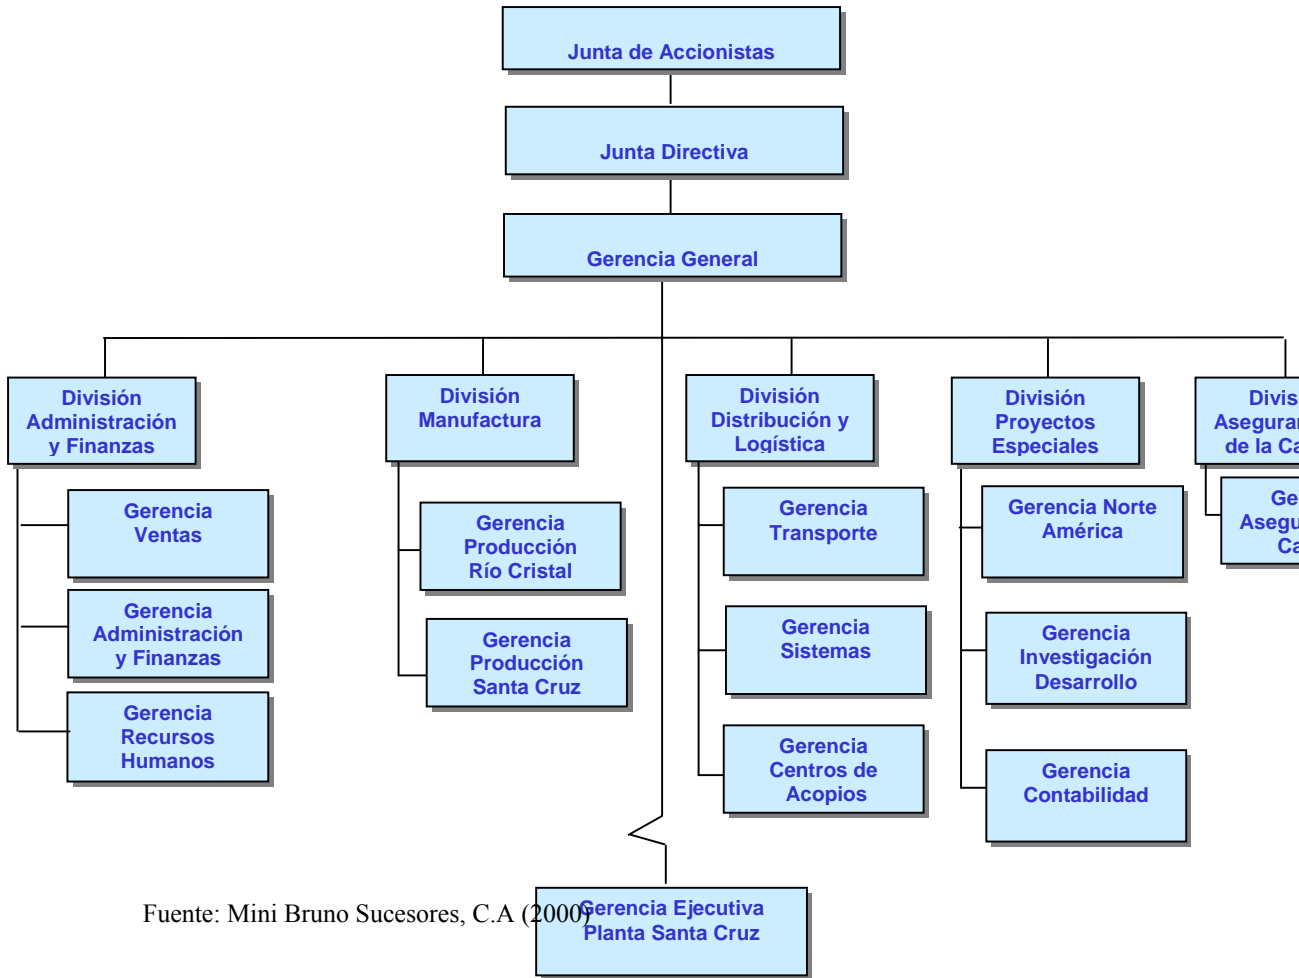 Junta de Accionistas
Junta Directiva
Gerencia General
División
Administración
y Finanzas
Gerencia
Ventas
Gerencia
Administración
y Finanzas
Gerencia
Recursos
Humanos
División
Manufactura
Gerencia
Producción
Río Cristal
Gerencia
Producción
Santa Cruz
División
Distribución y
Logística
Gerencia
Transporte
Gerencia
Sistemas
Gerencia
Centros de
Acopios
División
Proyectos
Especiales
Gerencia Norte
América
Gerencia
Investigación
Desarrollo
Gerencia
Contabilidad
de la
Gerencia Ejecutiva
Planta Santa Cruz
Fuente: Mini Bruno Sucesores, C.A (2000)